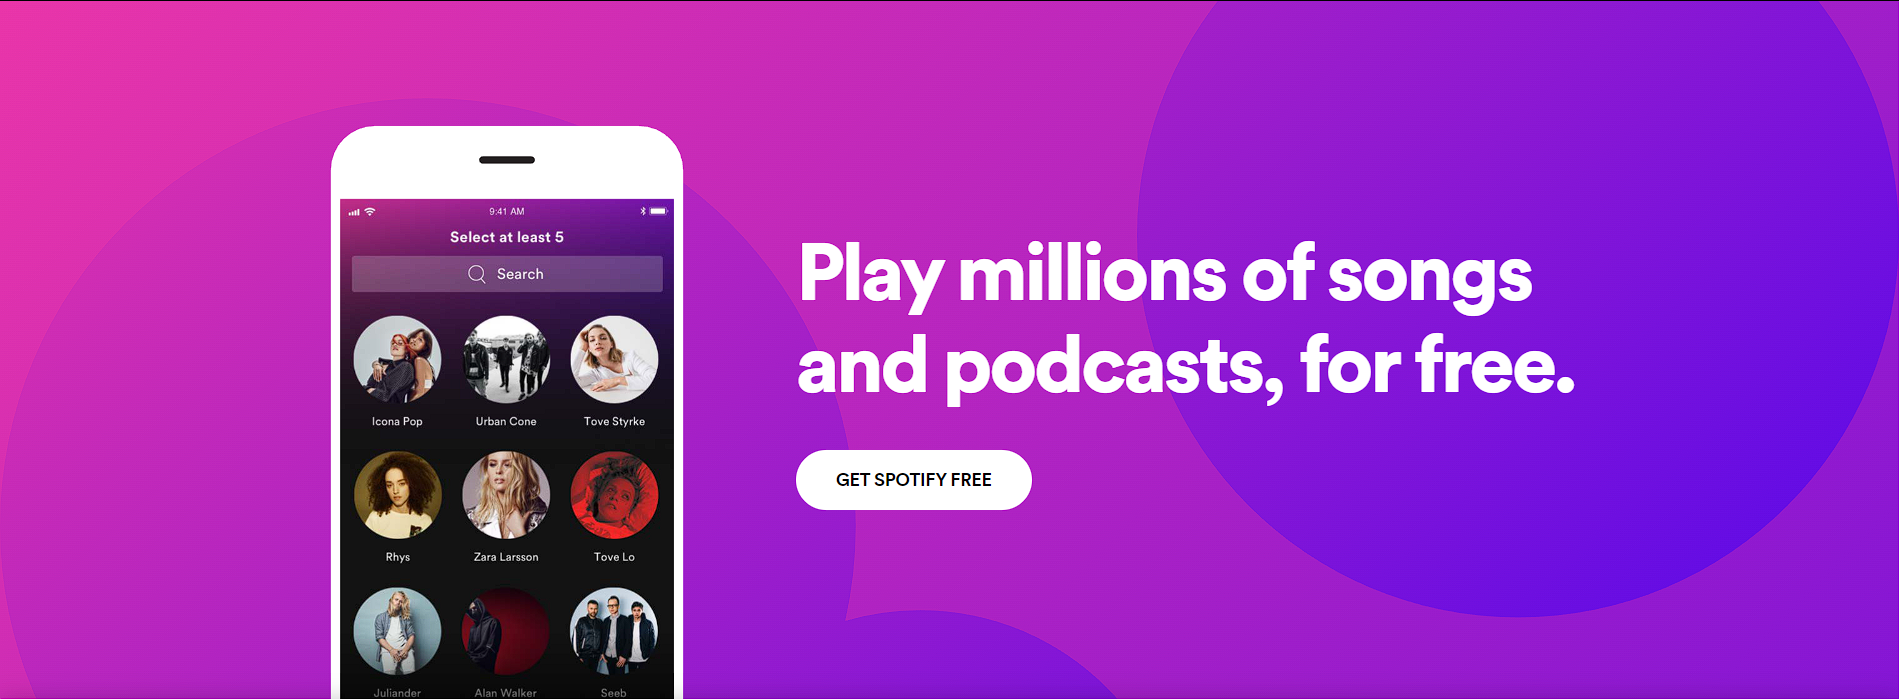 9:41 AM
Select at least 5
Search
Icona Pop
Urban Cone
Tove Styrke
Rhys
Zara Larsson
Tove Lo
Juliander
Alan Walker
Seeb
Play millions of songs
and podcasts, for free.
GET SPOTIFY FREE